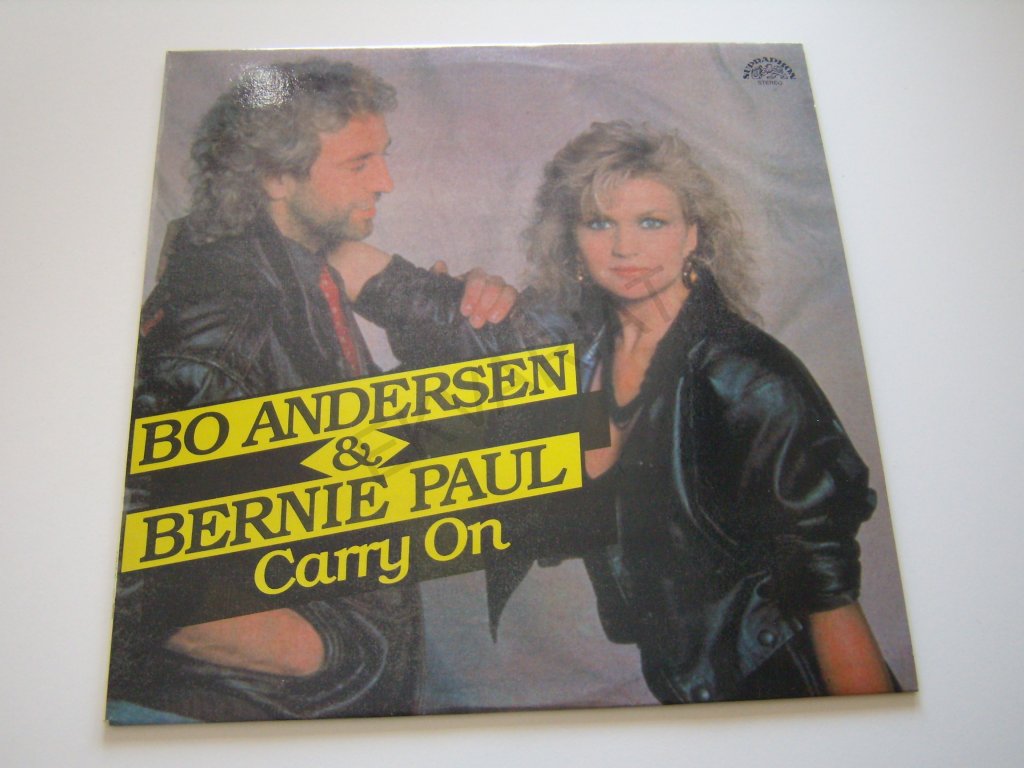 SUPRAPHON
STEREO
BO ANDERSEN
&
BERNIE PAUL
Carry On